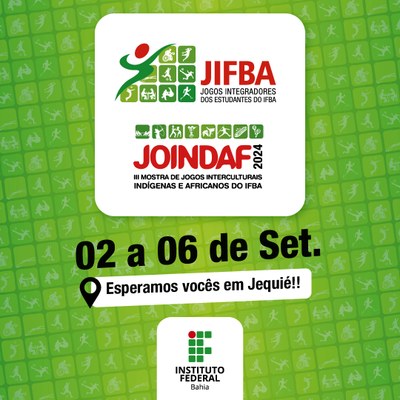 JIFBA
JOGOS INTEGRADORES
DOS ESTUDANTES DO IFBA
JOINDAF 2024
III MOSTRA DE JOGOS INTERCULTURAIS
INDÍGENAS E AFRICANOS DO IFBA
02 a 06 de Set.
Esperamos vocês em Jequié!!
INSTITUTO
FEDERAL
Bahia